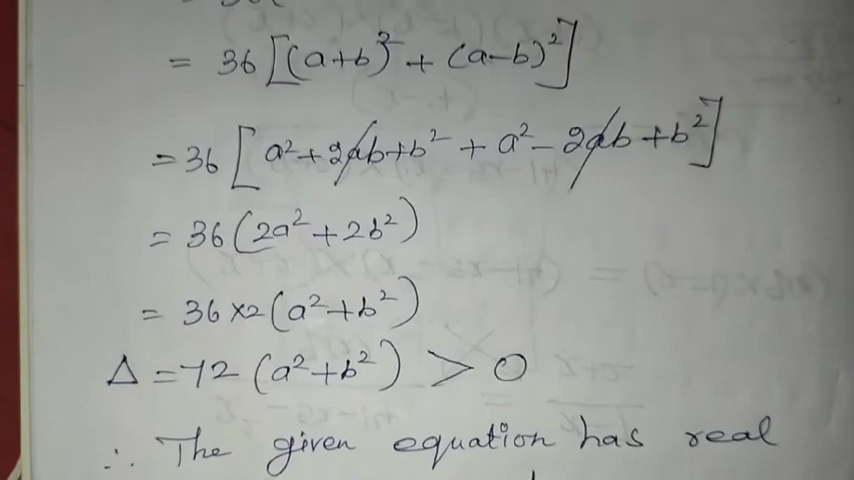 = 36 [(a+b)² + (a-b)²]
= 36 [a² + 2ab + b² + a² - 2ab + b²]
= 36 (2a² + 2b²)
= 36 × 2 (a² + b²)
Δ = 72 (a² + b²) > 0
∴ The given equation has real